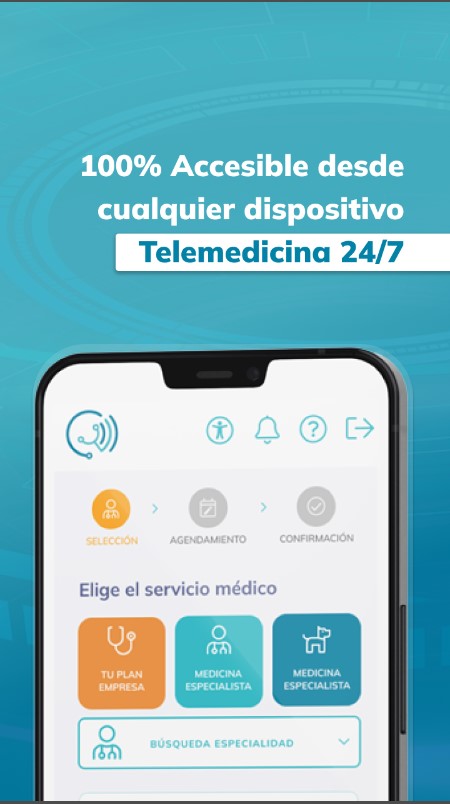 100% Accesible desde
cualquier dispositivo
Telemedicina 24/7
SELECCIÓN
AGENDAMIENTO
CONFIRMACIÓN
Elige el servicio médico
TU PLAN
EMPRESA
MEDICINA
ESPECIALISTA
MEDICINA
ESPECIALISTA
BÚSQUEDA ESPECIALIDAD